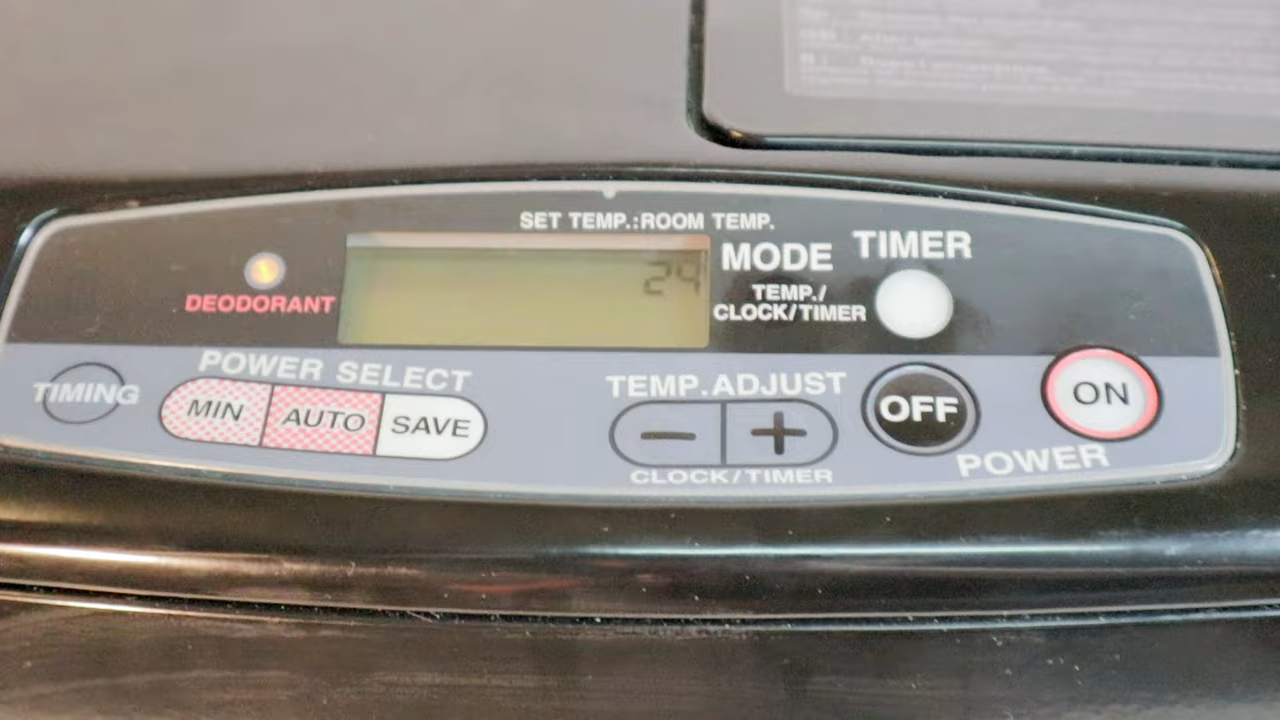 SET TEMP.:ROOM TEMP.
24
MODE
TEMP./
CLOCK/TIMER
TIMER
DEODORANT
TIMING
POWER SELECT
MIN AUTO SAVE
TEMP.ADJUST
− +
CLOCK/TIMER
OFF
ON
POWER